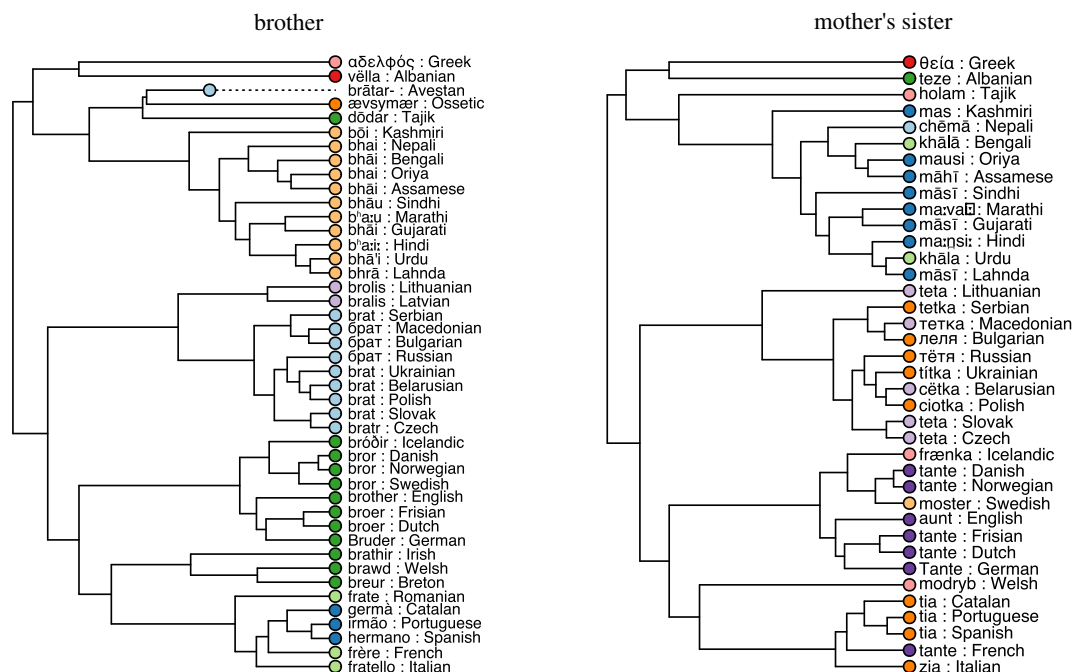 brother
αδελφός : Greek
vëlla : Albanian
brātar- : Avestan
ævsymær : Ossetic
dōdar : Tajik
bōi : Kashmiri
bhai : Nepali
bhāi : Bengali
bhai : Oriya
bhāi : Assamese
bhāu : Sindhi
bʰaːu : Marathi
bhāi : Gujarati
bʰaːiː : Hindi
bhā'i : Urdu
bhrā : Lahnda
brolis : Lithuanian
bralis : Latvian
brat : Serbian
брат : Macedonian
брат : Bulgarian
брат : Russian
brat : Ukrainian
brat : Belarusian
brat : Polish
brat : Slovak
bratr : Czech
bróðir : Icelandic
bror : Danish
bror : Norwegian
bror : Swedish
brother : English
broer : Frisian
broer : Dutch
Bruder : German
brathir : Irish
brawd : Welsh
breur : Breton
frate : Romanian
germà : Catalan
irmão : Portuguese
hermano : Spanish
frère : French
fratello : Italian
mother's sister
θεία : Greek
teze : Albanian
holam : Tajik
mas : Kashmiri
chēmā : Nepali
khālā : Bengali
mausi : Oriya
māhī : Assamese
māsī : Sindhi
maːva : Marathi
māsī : Gujarati
maːn̪siː : Hindi
khāla : Urdu
māsī : Lahnda
teta : Lithuanian
tetka : Serbian
тетка : Macedonian
леля : Bulgarian
тётя : Russian
títka : Ukrainian
cëtka : Belarusian
ciotka : Polish
teta : Slovak
teta : Czech
frænka : Icelandic
tante : Danish
tante : Norwegian
moster : Swedish
aunt : English
tante : Frisian
tante : Dutch
Tante : German
modryb : Welsh
tia : Catalan
tia : Portuguese
tia : Spanish
tante : French
zia : Italian